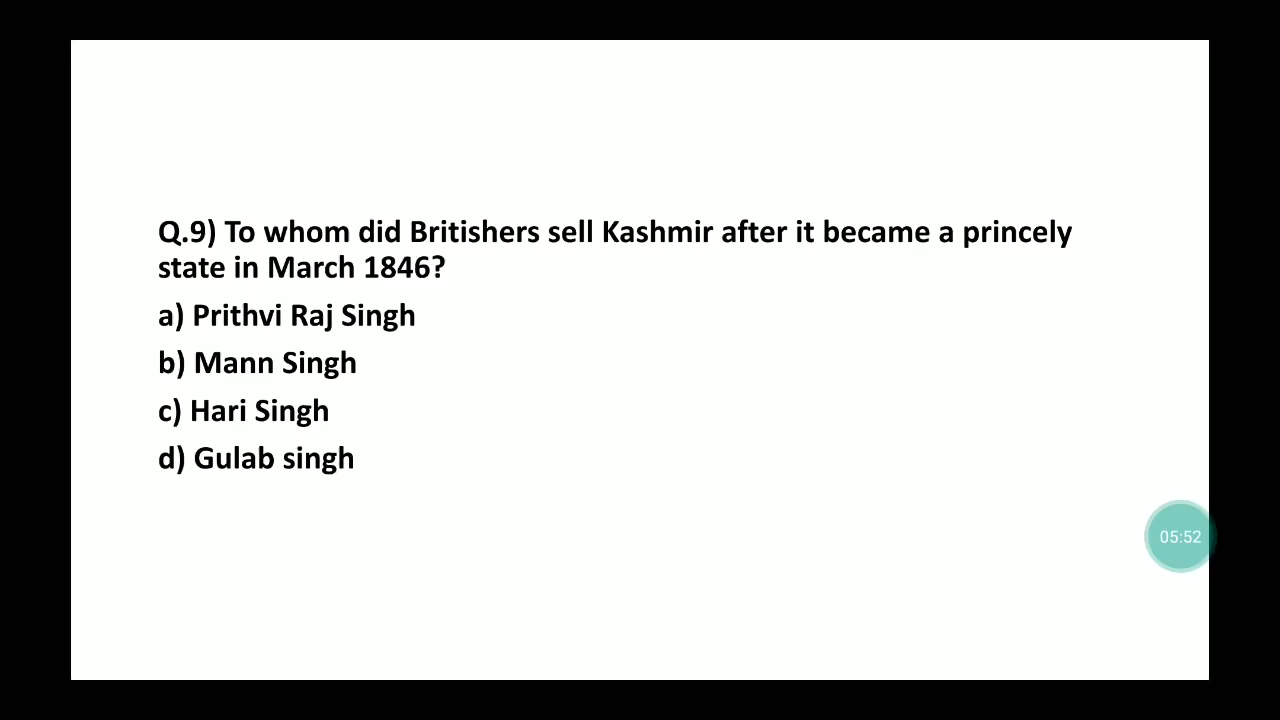 Q.9) To whom did Britishers sell Kashmir after it became a princely
state in March 1846?
a) Prithvi Raj Singh
b) Mann Singh
c) Hari Singh
d) Gulab singh
05:52